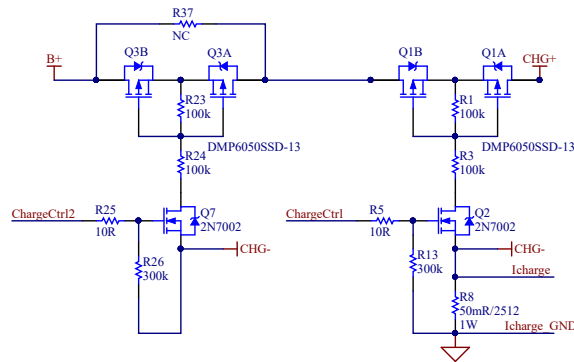 R37
NC
B+
Q3B
Q3A
Q1B
Q1A
CHG+
R23
100k
R1
100k
DMP6050SSD-13
DMP6050SSD-13
R24
100k
R3
100k
ChargeCtrl2
R25
10R
Q7
2N7002
ChargeCtrl
R5
10R
Q2
2N7002
CHG-
CHG-
R26
300k
R13
300k
Icharge
R8
50mR/2512
1W
Icharge_GND